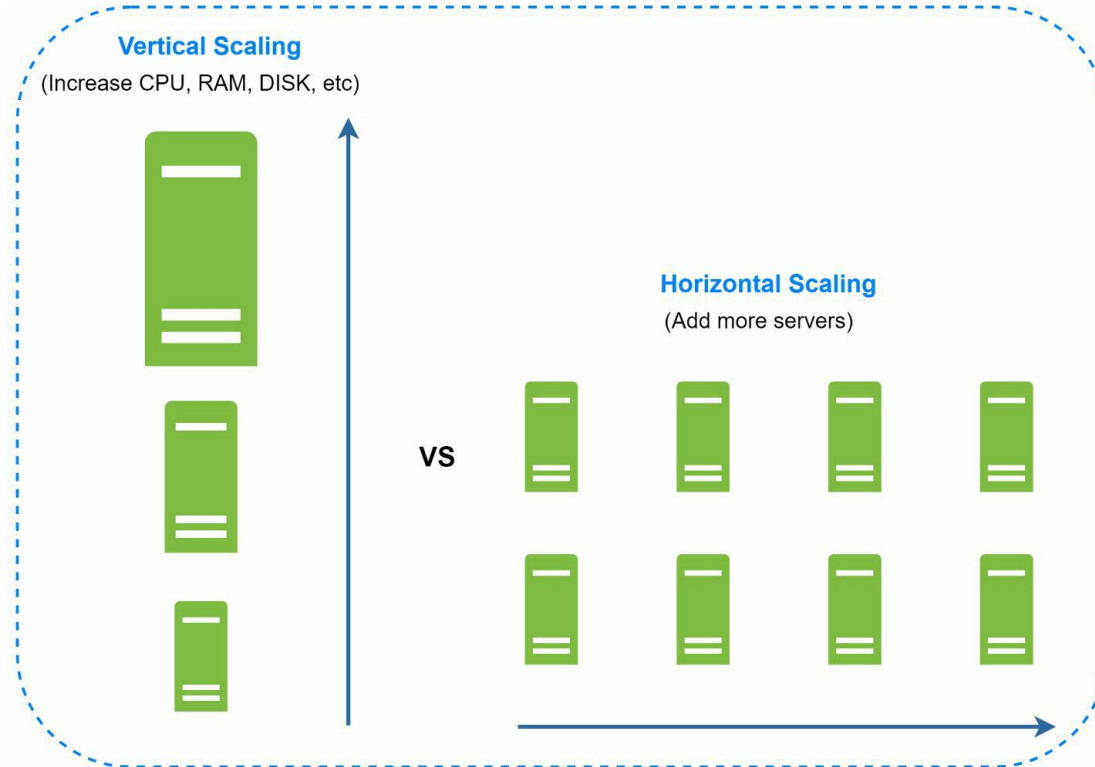 Vertical Scaling
(Increase CPU, RAM, DISK, etc)
Horizontal Scaling
(Add more servers)
VS